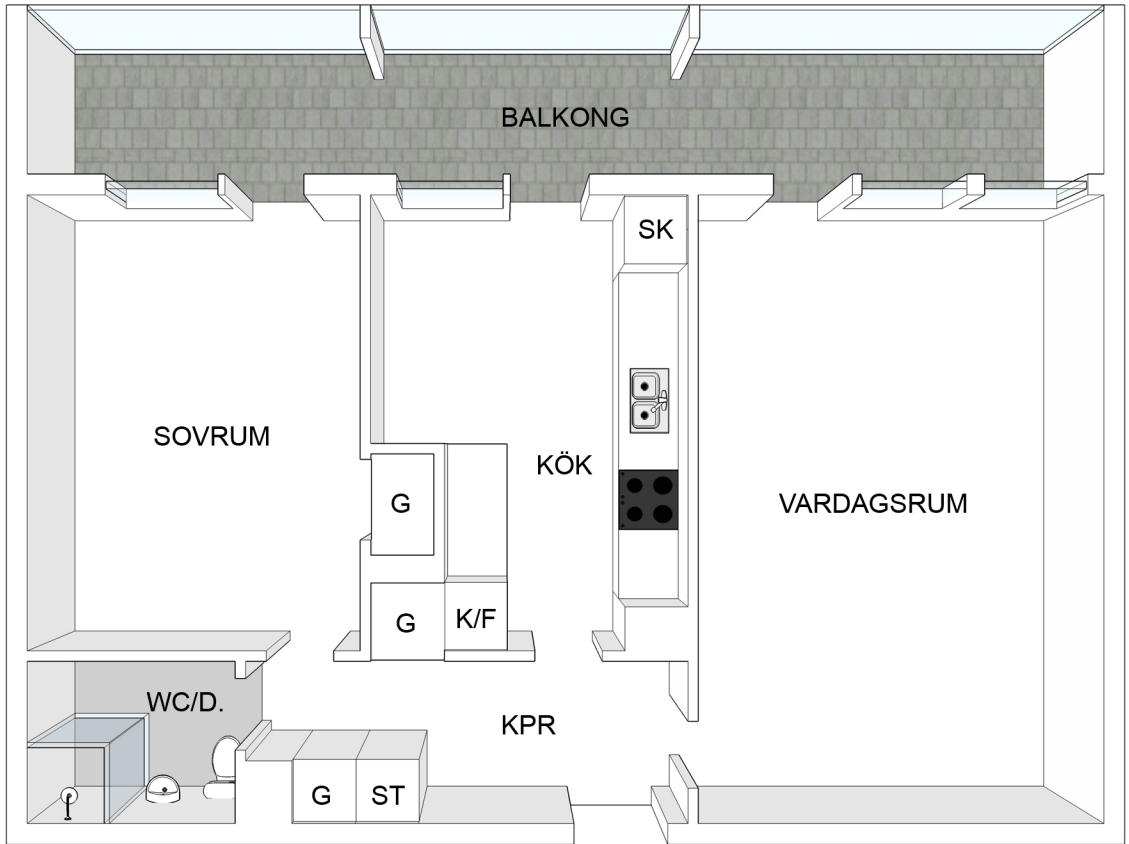 BALKONG
SK
SOVRUM
KÖK
G
VARDAGSRUM
G
K/F
WC/D.
KPR
G
ST